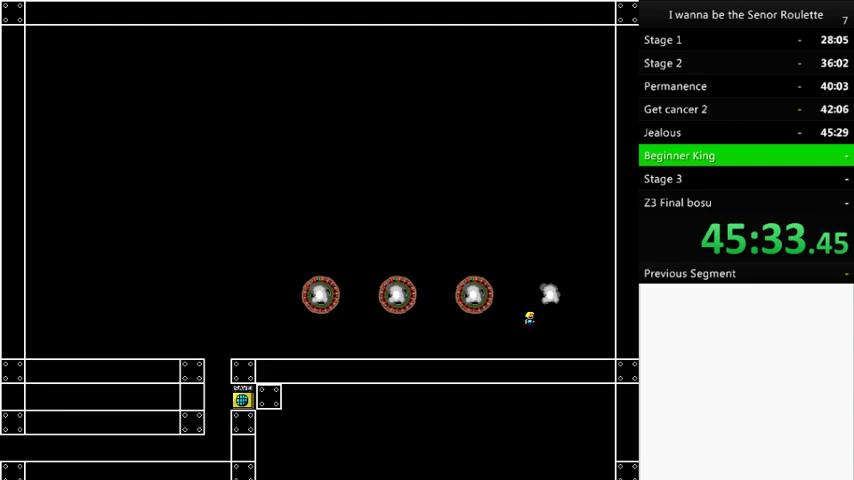 I wanna be the Senor Roulette
7
Stage 1 - 28:05
Stage 2 - 36:02
Permanence - 40:03
Get cancer 2 - 42:06
Jealous - 45:29
Beginner King -
Stage 3 -
Z3 Final bosu -
45:33.45
Previous Segment -
SAVE